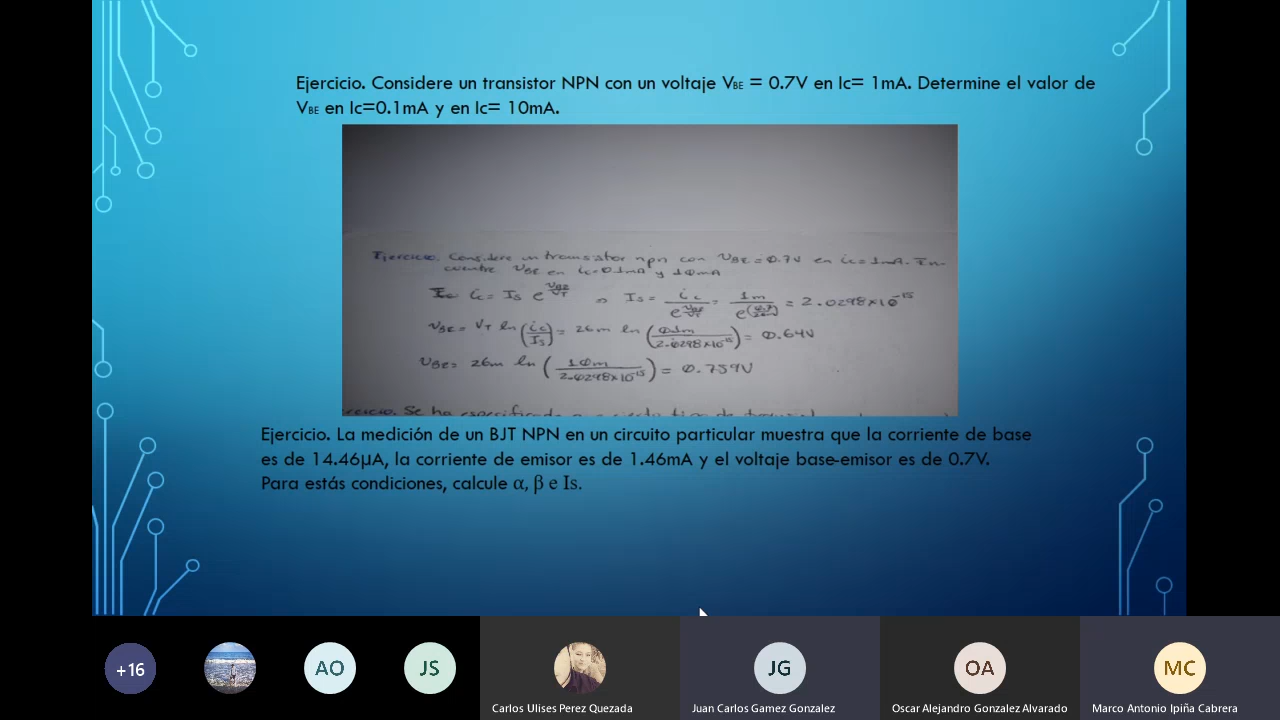 Ejercicio. Considere un transistor NPN con un voltaje VBE = 0.7V en Ic= 1mA. Determine el valor de
VBE en Ic=0.1mA y en Ic= 10mA.
Ejercicio. Considere un transistor npn con VBE=0.7V en ic=1mA. En-
cuentre VBE en ic=0.1mA y 10mA
ic= Is e^(VBE/VT) Is= ic/e^(VBE/VT) = 1m/e^(0.7/26m) = 2.0298x10^-15
VBE= VT ln (ic/Is) = 26m ln (0.1m/2.0298x10^-15) = 0.64V
VBE= 26m ln (10m/2.0298x10^-15) = 0.759V
Se ha especificado
Ejercicio. La medición de un BJT NPN en un circuito particular muestra que la corriente de base
es de 14.46µA, la corriente de emisor es de 1.46mA y el voltaje base-emisor es de 0.7V.
Para estás condiciones, calcule α, β e Is.
+16
AO
JS
JG
OA
MC
Carlos Ulises Perez Quezada
Juan Carlos Gamez Gonzalez
Oscar Alejandro Gonzalez Alvarado
Marco Antonio Ipiña Cabrera